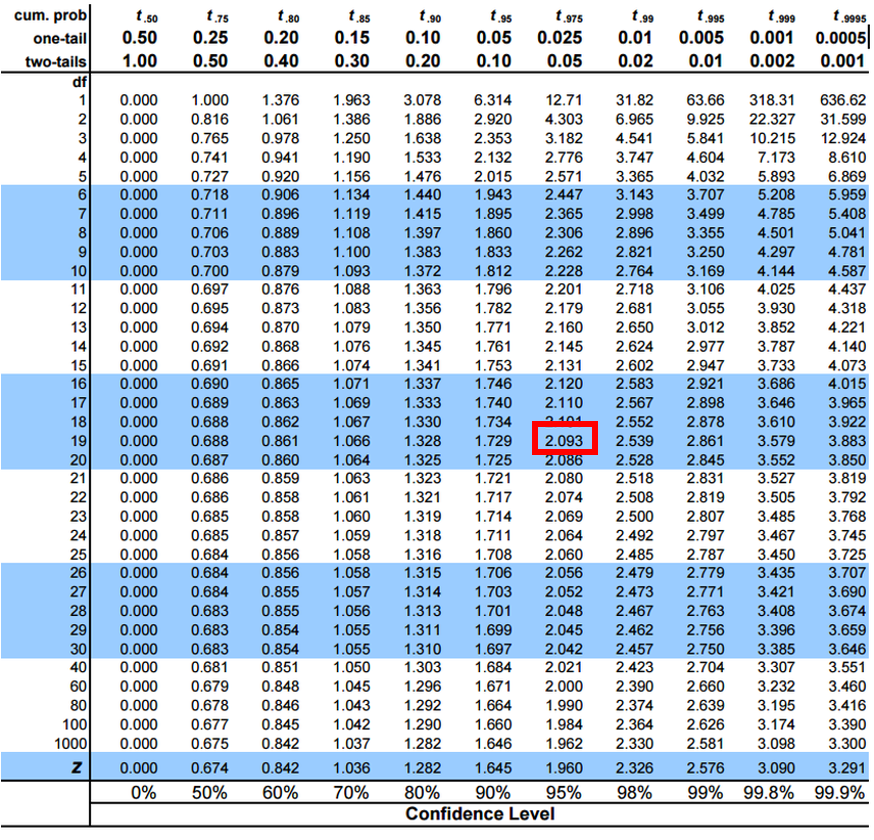 cum. prob t.50 t.75 t.80 t.85 t.90 t.95 t.975 t.99 t.995 t.999 t.9995
one-tail 0.50 0.25 0.20 0.15 0.10 0.05 0.025 0.01 0.005 0.001 0.0005
two-tails 1.00 0.50 0.40 0.30 0.20 0.10 0.05 0.02 0.01 0.002 0.001
df
1 0.000 1.000 1.376 1.963 3.078 6.314 12.71 31.82 63.66 318.31 636.62
2 0.000 0.816 1.061 1.386 1.886 2.920 4.303 6.965 9.925 22.327 31.599
3 0.000 0.765 0.978 1.250 1.638 2.353 3.182 4.541 5.841 10.215 12.924
4 0.000 0.741 0.941 1.190 1.533 2.132 2.776 3.747 4.604 7.173 8.610
5 0.000 0.727 0.920 1.156 1.476 2.015 2.571 3.365 4.032 5.893 6.869
6 0.000 0.718 0.906 1.134 1.440 1.943 2.447 3.143 3.707 5.208 5.959
7 0.000 0.711 0.896 1.119 1.415 1.895 2.365 2.998 3.499 4.785 5.408
8 0.000 0.706 0.889 1.108 1.397 1.860 2.306 2.896 3.355 4.501 5.041
9 0.000 0.703 0.883 1.100 1.383 1.833 2.262 2.821 3.250 4.297 4.781
10 0.000 0.700 0.879 1.093 1.372 1.812 2.228 2.764 3.169 4.144 4.587
11 0.000 0.697 0.876 1.088 1.363 1.796 2.201 2.718 3.106 4.025 4.437
12 0.000 0.695 0.873 1.083 1.356 1.782 2.179 2.681 3.055 3.930 4.318
13 0.000 0.694 0.870 1.079 1.350 1.771 2.160 2.650 3.012 3.852 4.221
14 0.000 0.692 0.868 1.076 1.345 1.761 2.145 2.624 2.977 3.787 4.140
15 0.000 0.691 0.866 1.074 1.341 1.753 2.131 2.602 2.947 3.733 4.073
16 0.000 0.690 0.865 1.071 1.337 1.746 2.120 2.583 2.921 3.686 4.015
17 0.000 0.689 0.863 1.069 1.333 1.740 2.110 2.567 2.898 3.646 3.965
18 0.000 0.688 0.862 1.067 1.330 1.734 2.101 2.552 2.878 3.610 3.922
19 0.000 0.688 0.861 1.066 1.328 1.729 2.093 2.539 2.861 3.579 3.883
20 0.000 0.687 0.860 1.064 1.325 1.725 2.086 2.528 2.845 3.552 3.850
21 0.000 0.686 0.859 1.063 1.323 1.721 2.080 2.518 2.831 3.527 3.819
22 0.000 0.686 0.858 1.061 1.321 1.717 2.074 2.508 2.819 3.505 3.792
23 0.000 0.685 0.858 1.060 1.319 1.714 2.069 2.500 2.807 3.485 3.768
24 0.000 0.685 0.857 1.059 1.318 1.711 2.064 2.492 2.797 3.467 3.745
25 0.000 0.684 0.856 1.058 1.316 1.708 2.060 2.485 2.787 3.450 3.725
26 0.000 0.684 0.856 1.058 1.315 1.706 2.056 2.479 2.779 3.435 3.707
27 0.000 0.684 0.855 1.057 1.314 1.703 2.052 2.473 2.771 3.421 3.690
28 0.000 0.683 0.855 1.056 1.313 1.701 2.048 2.467 2.763 3.408 3.674
29 0.000 0.683 0.854 1.055 1.311 1.699 2.045 2.462 2.756 3.396 3.659
30 0.000 0.683 0.854 1.055 1.310 1.697 2.042 2.457 2.750 3.385 3.646
40 0.000 0.681 0.851 1.050 1.303 1.684 2.021 2.423 2.704 3.307 3.551
60 0.000 0.679 0.848 1.045 1.296 1.671 2.000 2.390 2.660 3.232 3.460
80 0.000 0.678 0.846 1.043 1.292 1.664 1.990 2.374 2.639 3.195 3.416
100 0.000 0.677 0.845 1.042 1.290 1.660 1.984 2.364 2.626 3.174 3.390
1000 0.000 0.675 0.842 1.037 1.282 1.646 1.962 2.330 2.581 3.098 3.300
z 0.000 0.674 0.842 1.036 1.282 1.645 1.960 2.326 2.576 3.090 3.291
0% 50% 60% 70% 80% 90% 95% 98% 99% 99.8% 99.9%
Confidence Level